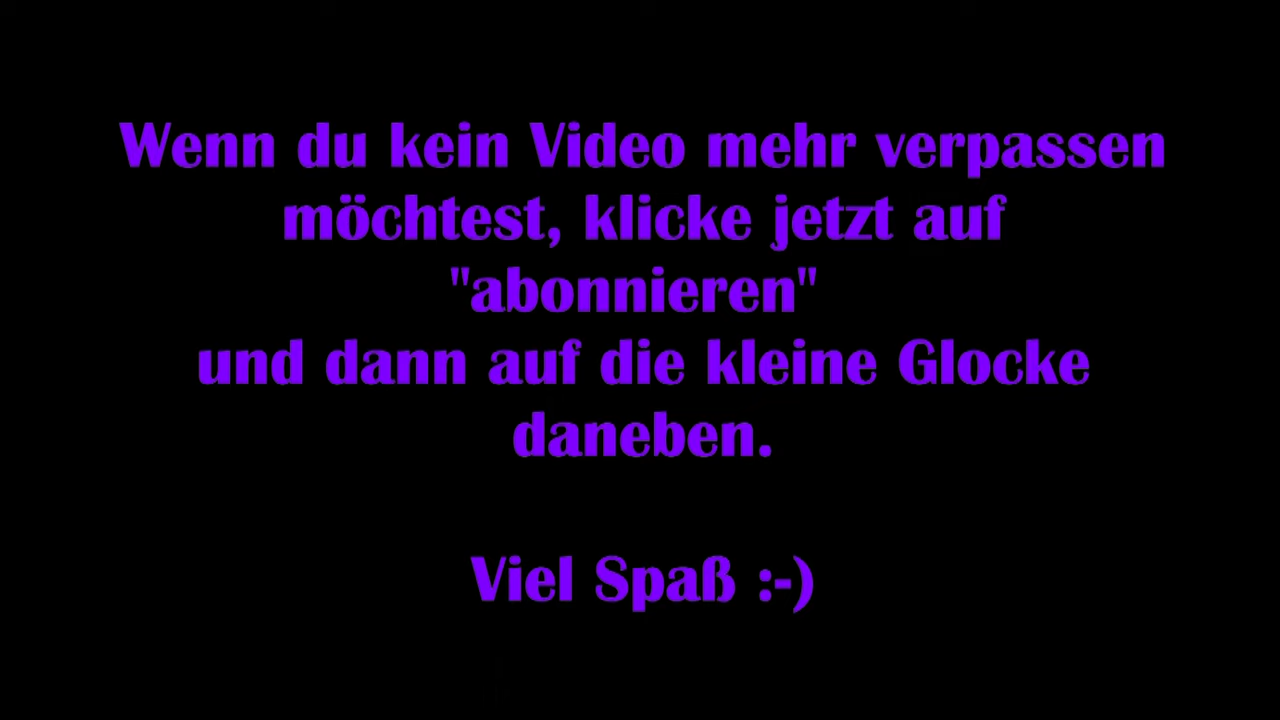 Wenn du kein Video mehr verpassen
möchtest, klicke jetzt auf
"abonnieren"
und dann auf die kleine Glocke
daneben.
Viel Spaß :-)